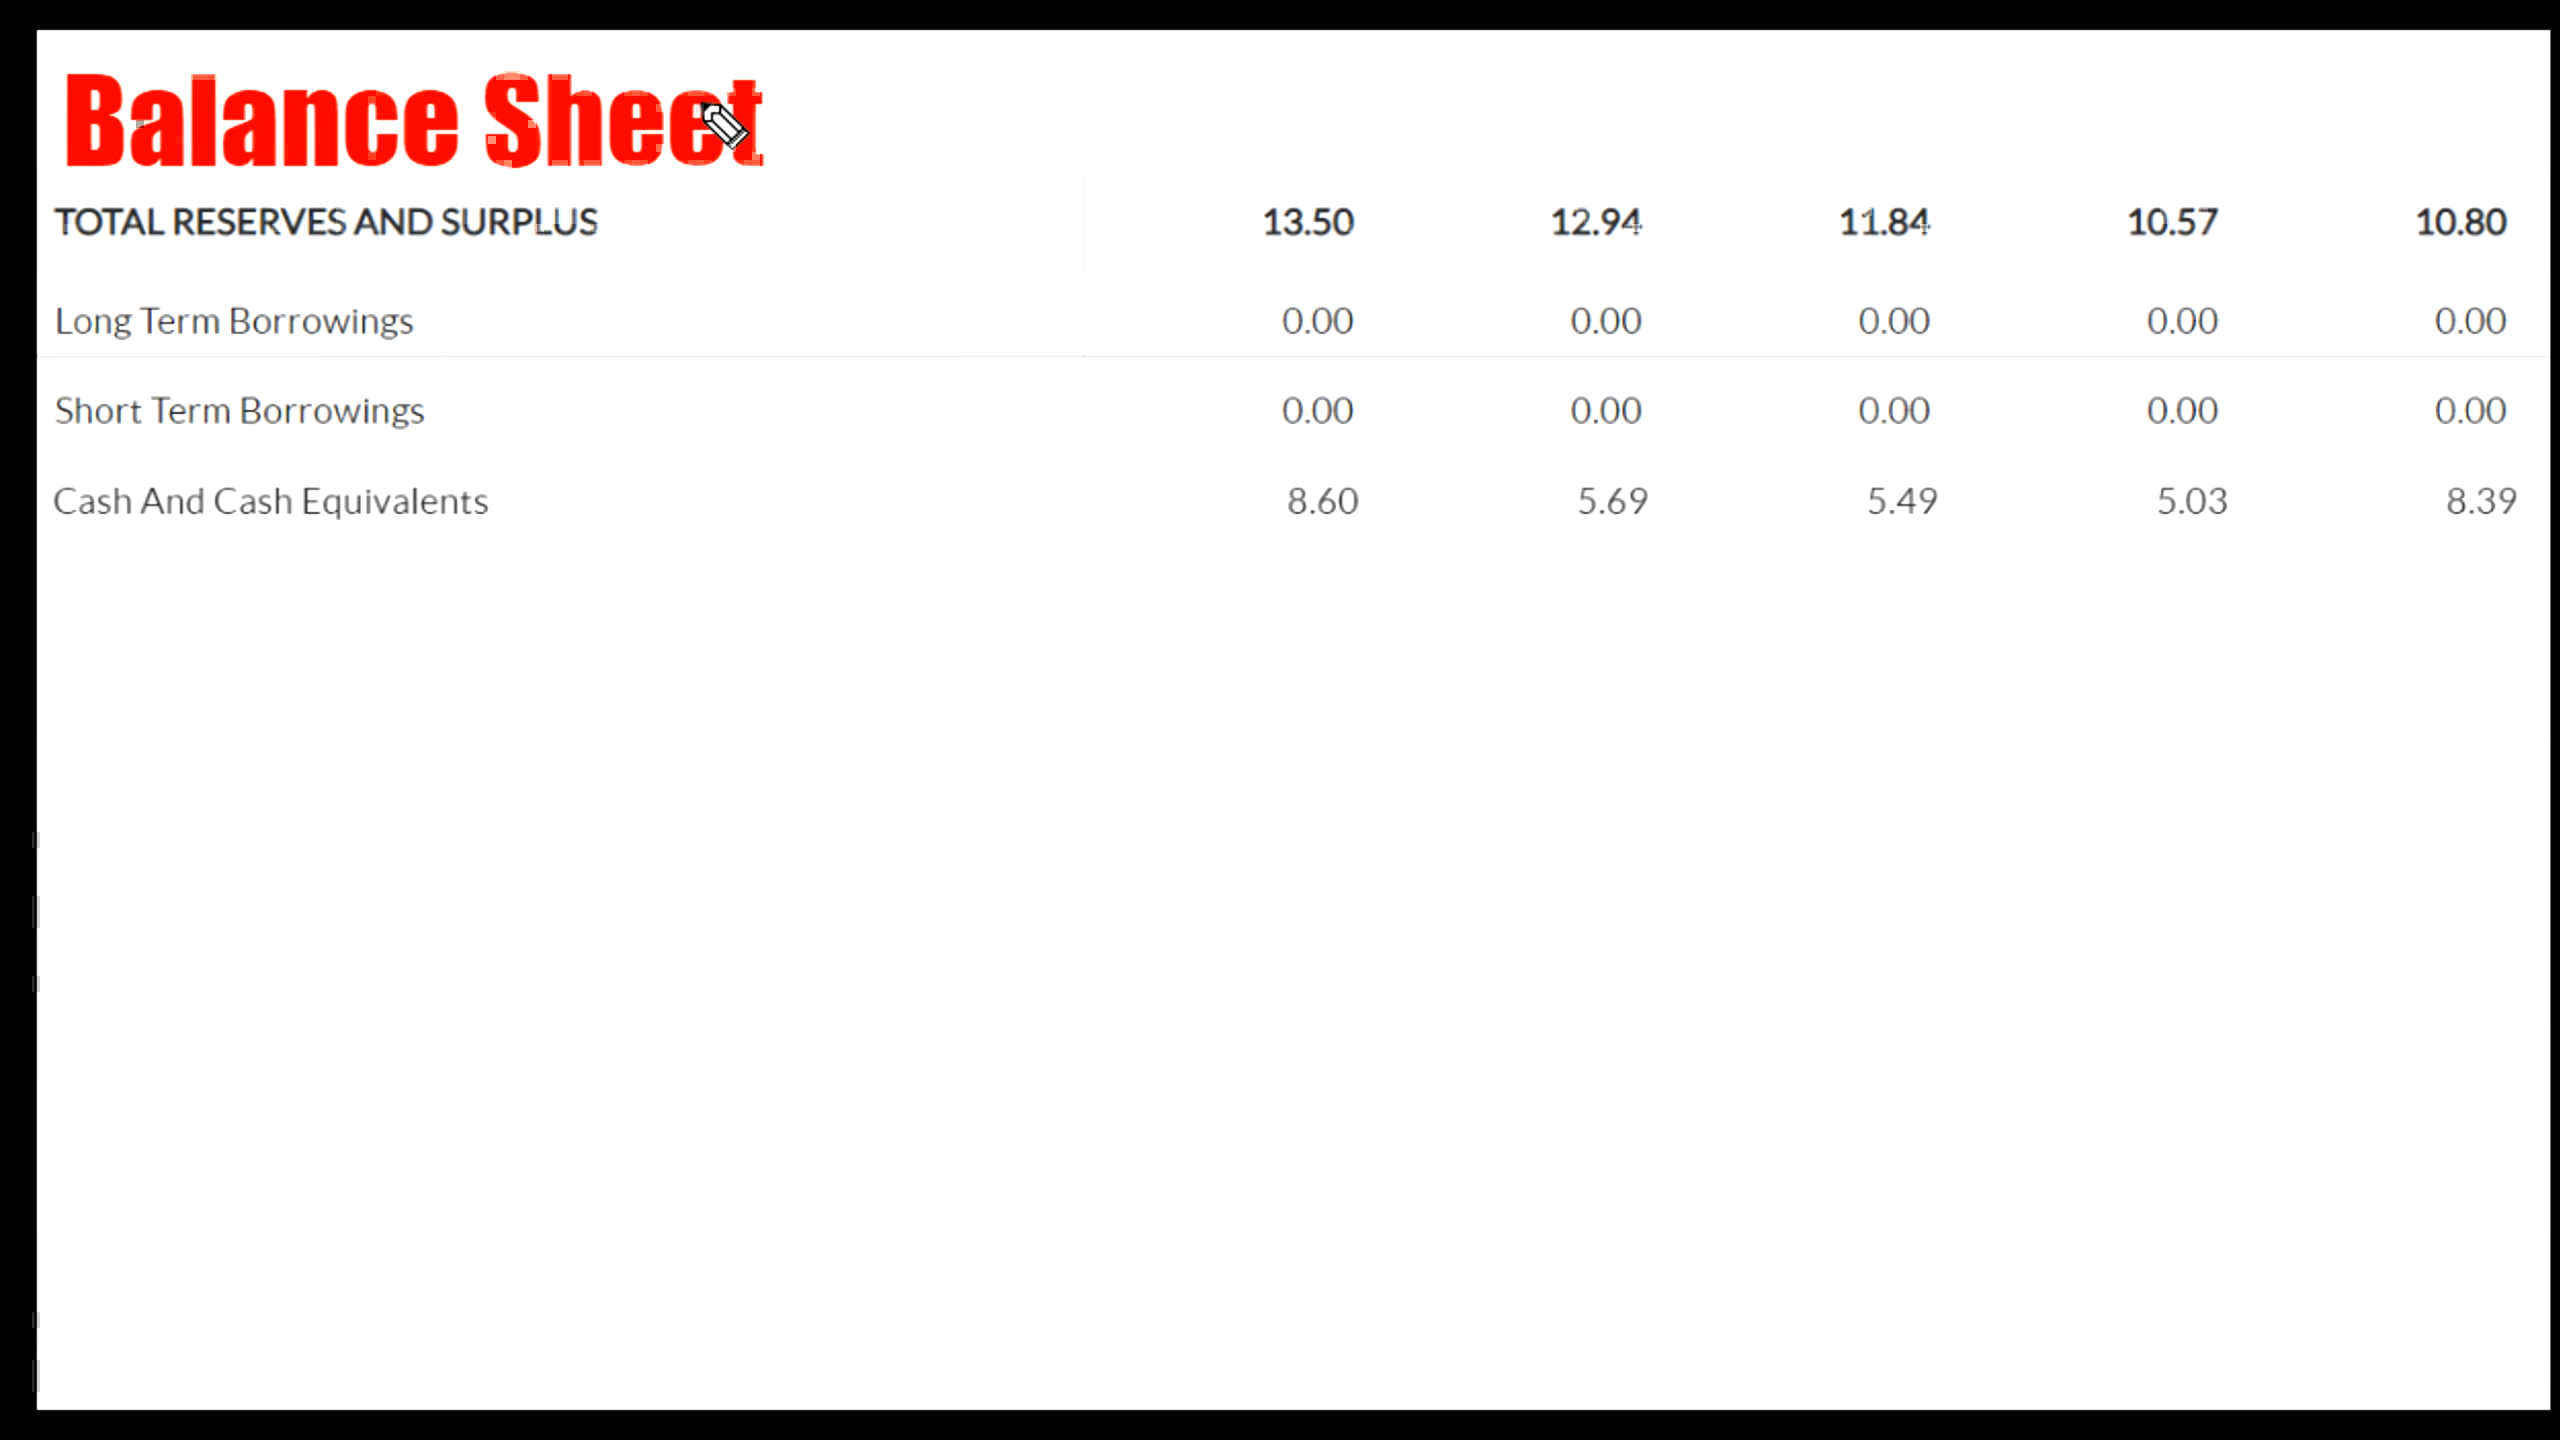 Balance Sheet
TOTAL RESERVES AND SURPLUS 13.50 12.94 11.84 10.57 10.80
Long Term Borrowings 0.00 0.00 0.00 0.00 0.00
Short Term Borrowings 0.00 0.00 0.00 0.00 0.00
Cash And Cash Equivalents 8.60 5.69 5.49 5.03 8.39